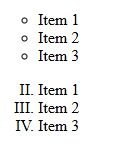 ○ Item 1
○ Item 2
○ Item 3
II. Item 1
III. Item 2
IV. Item 3